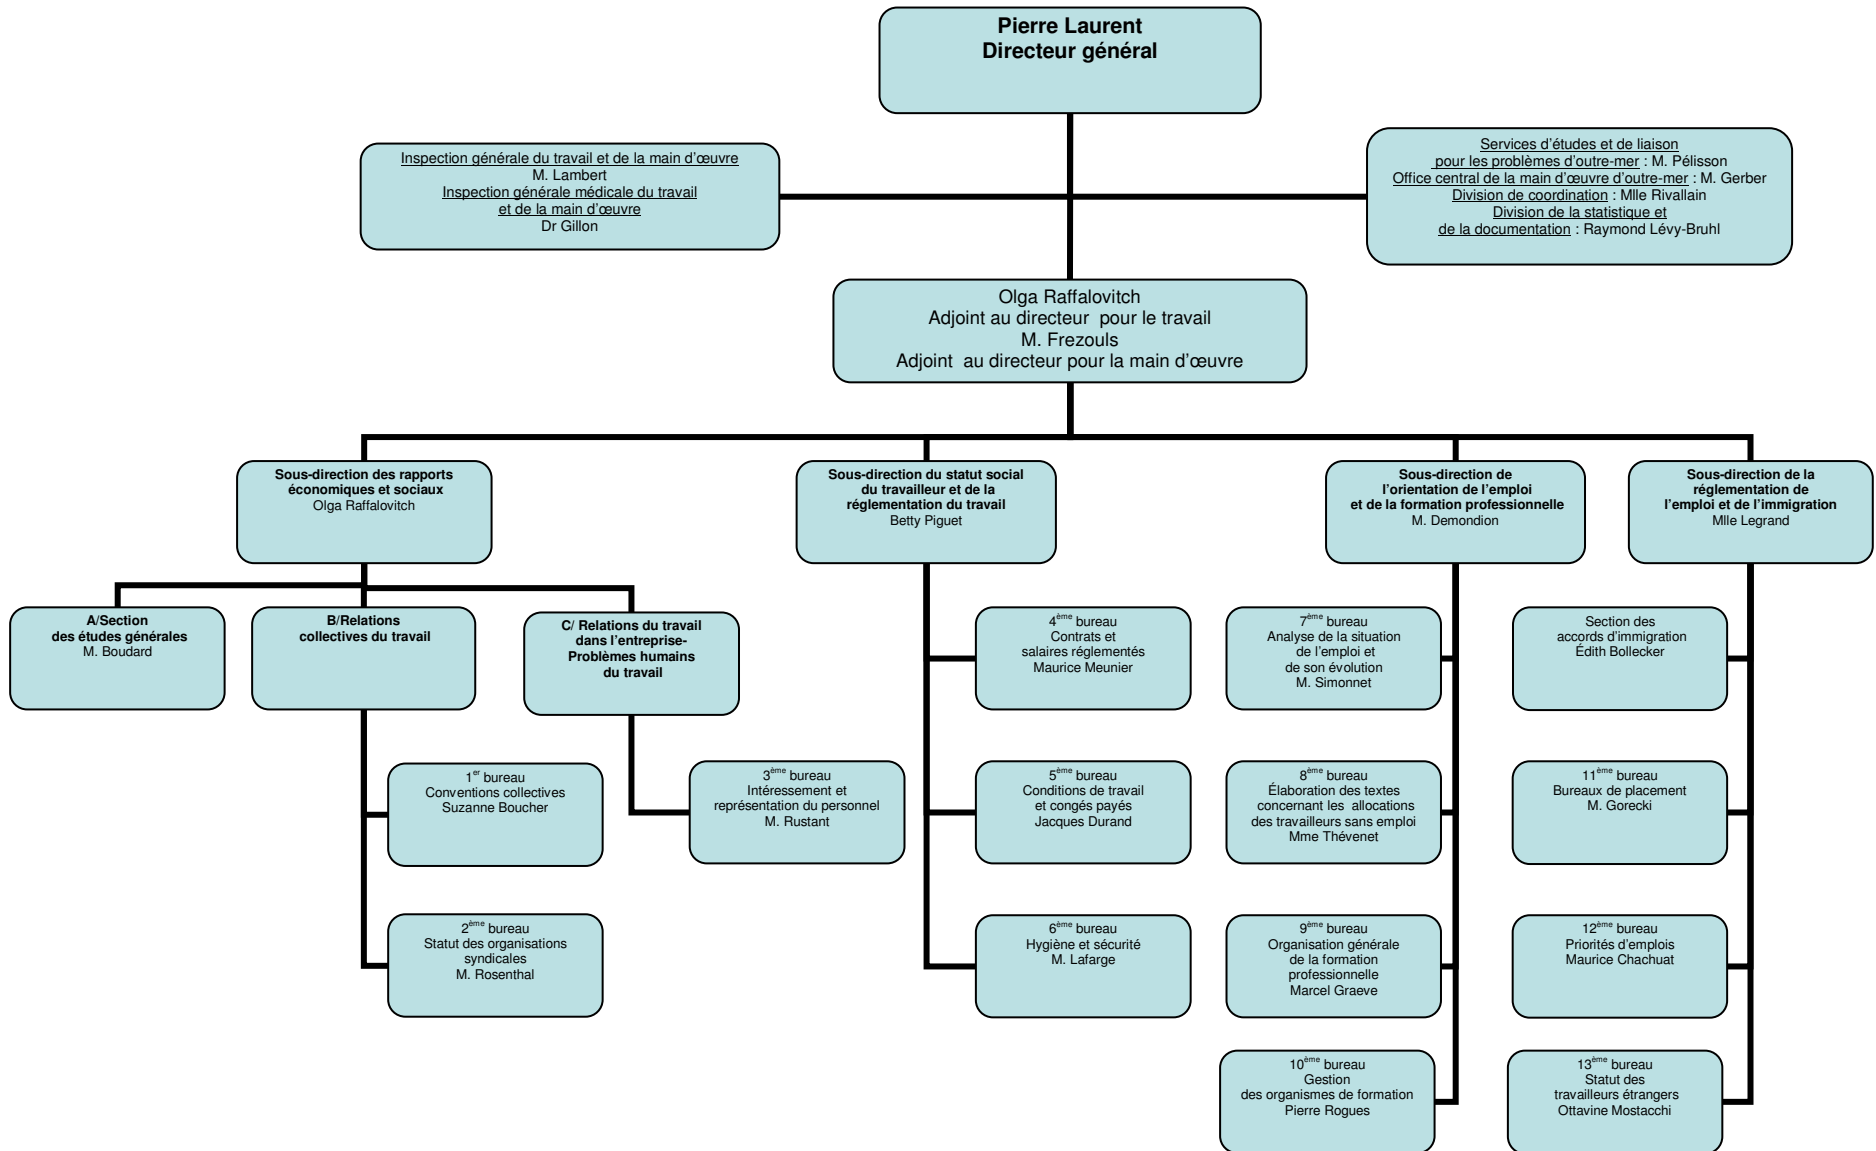 Pierre Laurent
Directeur général
Inspection générale du travail et de la main d'œuvre
M. Lambert
Inspection générale médicale du travail
et de la main d'œuvre
Dr Gillon
Services d'études et de liaison
pour les problèmes d'outre-mer : M. Pélisson
Office central de la main d'œuvre d'outre-mer : M. Gerber
Division de coordination : Mlle Rivallain
Division de la statistique et
de la documentation : Raymond Lévy-Bruhl
Olga Raffalovitch
Adjoint au directeur pour le travail
M. Frezouls
Adjoint au directeur pour la main d'œuvre
Sous-direction des rapports
économiques et sociaux
Olga Raffalovitch
Sous-direction du statut social
du travailleur et de la
réglementation du travail
Betty Piguet
Sous-direction de
l'orientation de l'emploi
et de la formation professionnelle
M. Demondion
Sous-direction de la
réglementation de
l'emploi et de l'immigration
Mlle Legrand
A/Section
des études générales
M. Boudard
B/Relations
collectives du travail
C/ Relations du travail
dans l'entreprise-
Problèmes humains
du travail
1er bureau
Conventions collectives
Suzanne Boucher
2ème bureau
Statut des organisations
syndicales
M. Rosenthal
3ème bureau
Intéressement et
représentation du personnel
M. Rustant
4ème bureau
Contrats et
salaires réglementés
Maurice Meunier
5ème bureau
Conditions de travail
et congés payés
Jacques Durand
6ème bureau
Hygiène et sécurité
M. Lafarge
7ème bureau
Analyse de la situation
de l'emploi et
de son évolution
M. Simonnet
8ème bureau
Élaboration des textes
concernant les allocations
des travailleurs sans emploi
Mme Thévenet
9ème bureau
Organisation générale
de la formation
professionnelle
Marcel Graeve
10ème bureau
Gestion
des organismes de formation
Pierre Rogues
Section des
accords d'immigration
Édith Bollecker
11ème bureau
Bureaux de placement
M. Gorecki
12ème bureau
Priorités d'emplois
Maurice Chachuat
13ème bureau
Statut des
travailleurs étrangers
Ottavine Mostacchi